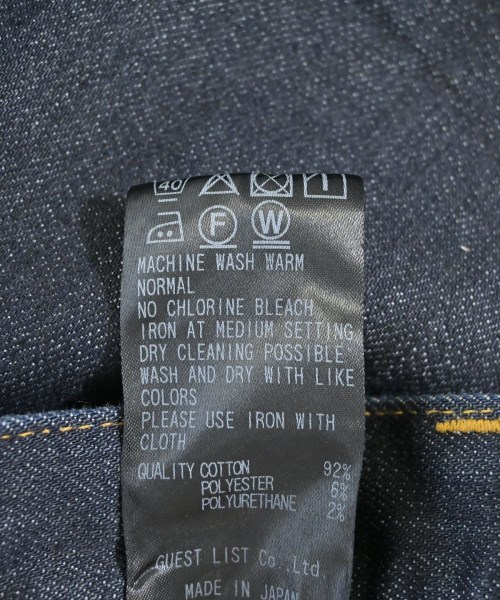 40
F W
MACHINE WASH WARM
NORMAL
NO CHLORINE BLEACH
IRON AT MEDIUM SETTING
DRY CLEANING POSSIBLE
WASH AND DRY WITH LIKE
COLORS
PLEASE USE IRON WITH
CLOTH
QUALITY COTTON 92%
POLYESTER 6%
POLYURETHANE 2%
GUEST LIST Co.,Ltd.
MADE IN JAPAN